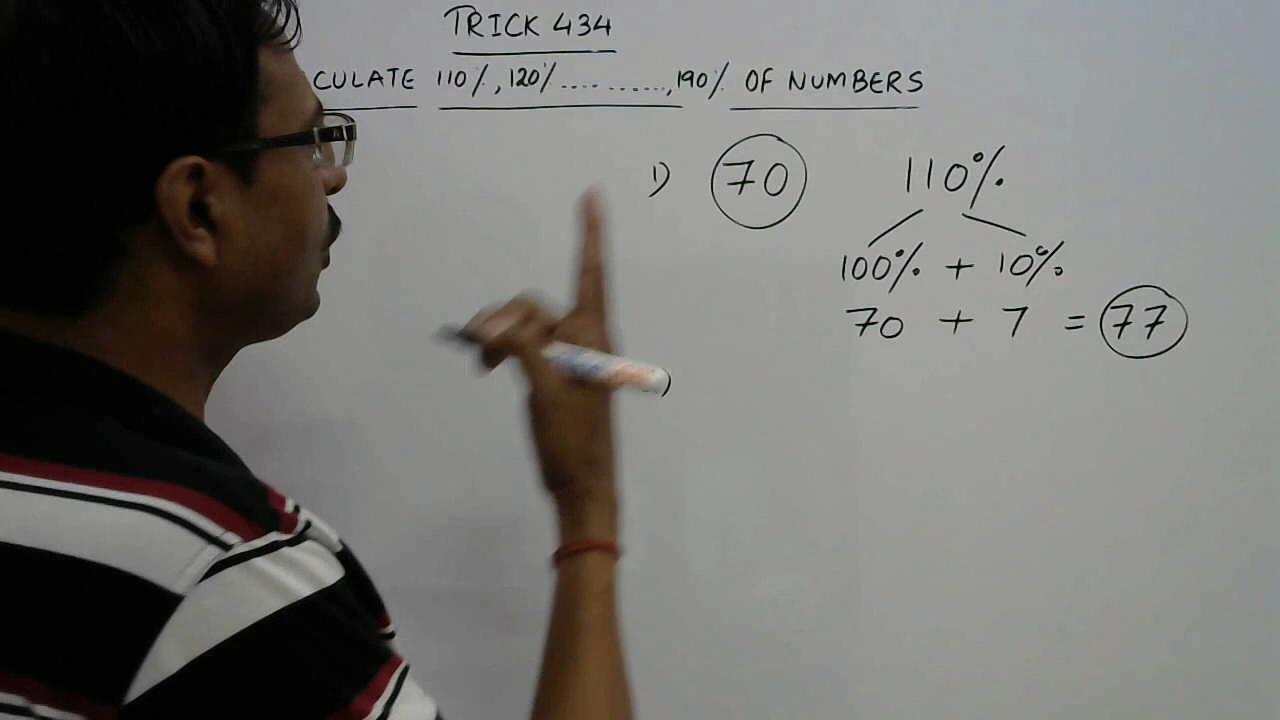 TRICK 434
CULATE 110%, 120%..........,190% OF NUMBERS
1) 70 110%
100% + 10%
70 + 7 = 77